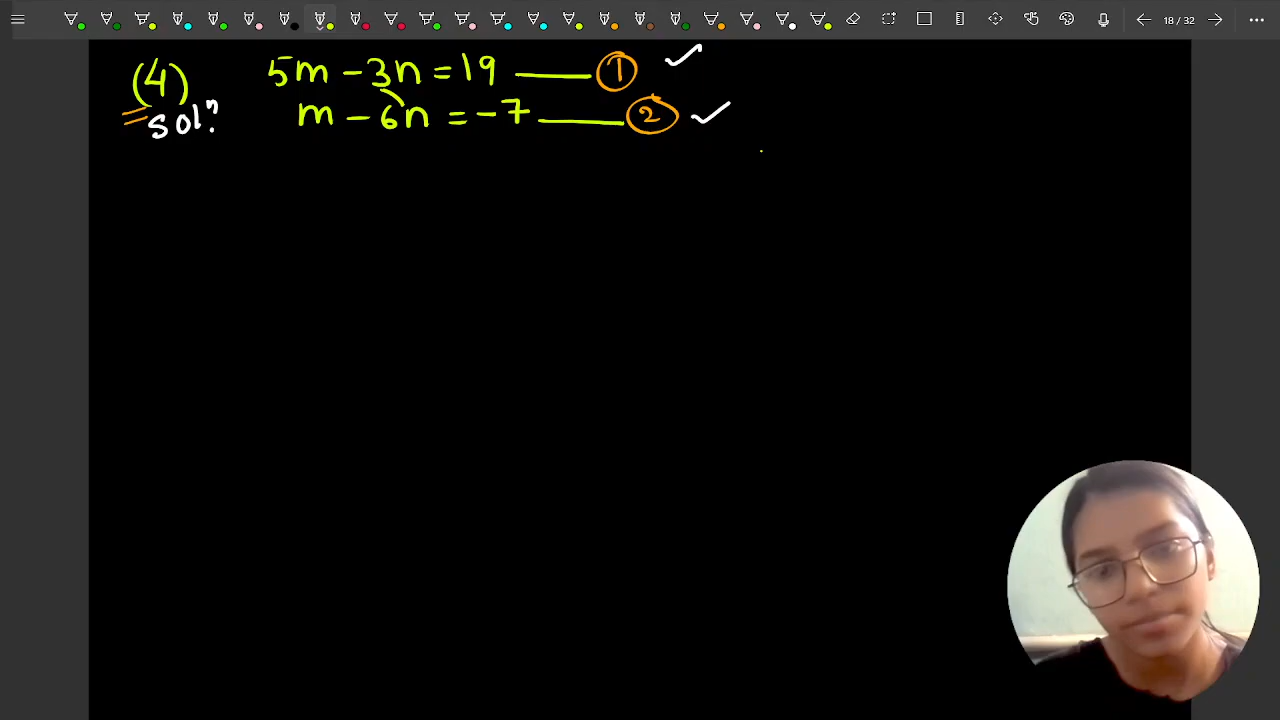 18/32
(4) 5m - 3n = 19 —— ①
sol? m - 6n = -7 —— ②